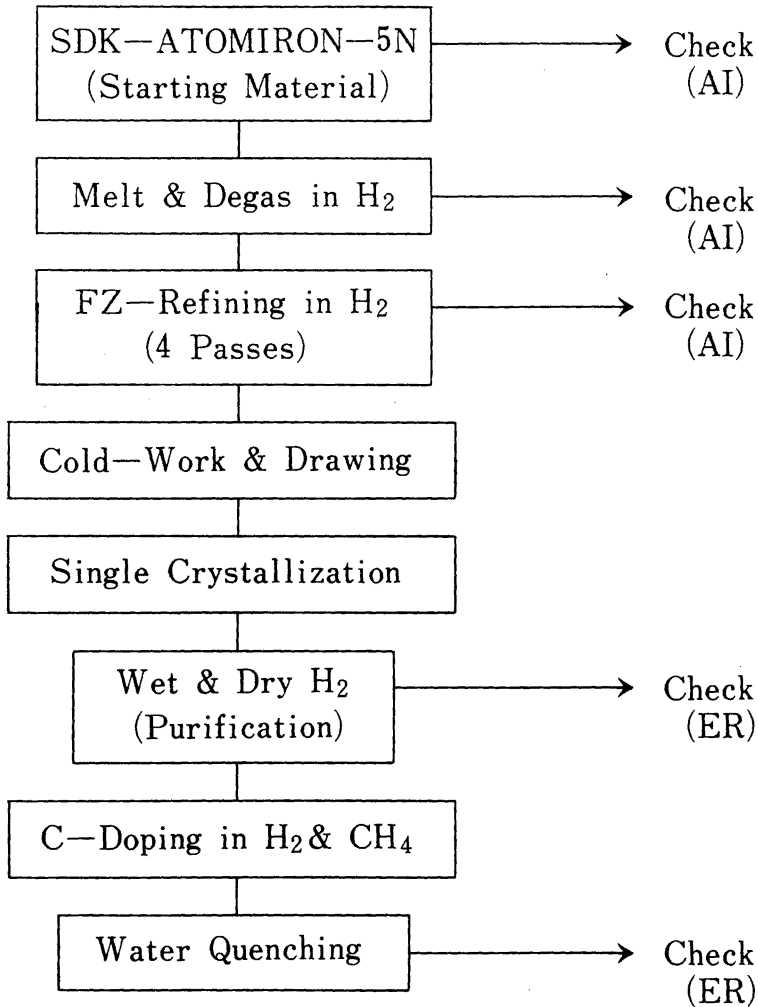 SDK—ATOMIRON—5N
(Starting Material)
Check
(AI)
Melt & Degas in H₂
Check
(AI)
FZ—Refining in H₂
(4 Passes)
Check
(AI)
Cold—Work & Drawing
Single Crystallization
Wet & Dry H₂
(Purification)
Check
(ER)
C—Doping in H₂ & CH₄
Water Quenching
Check
(ER)